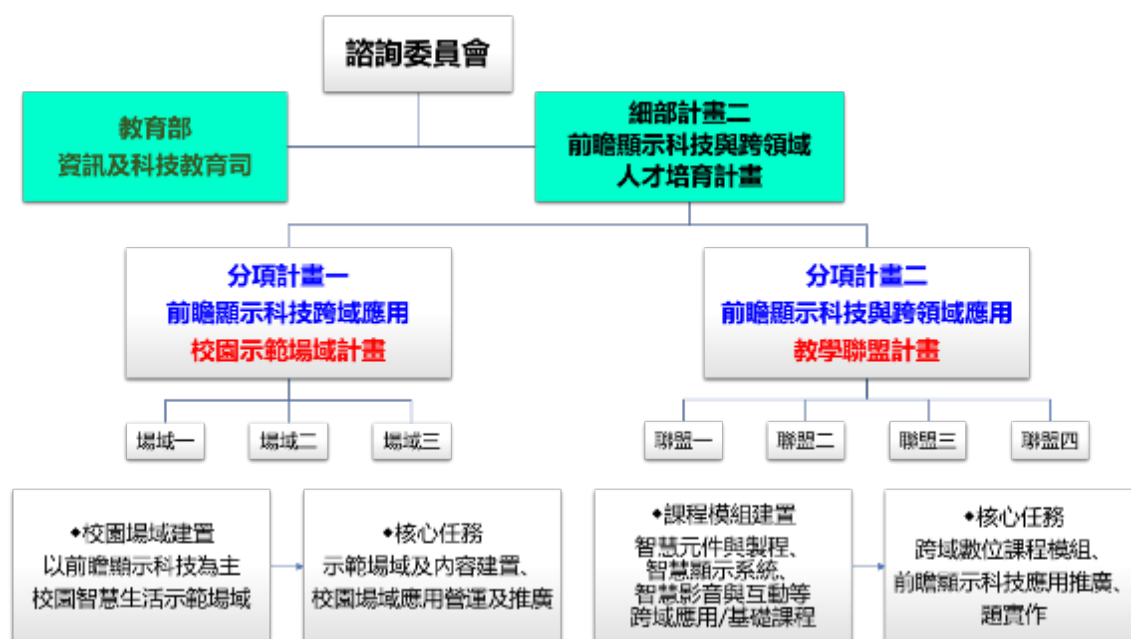 諮詢委員會
教育部
資訊及科技教育司
細部計畫二
前瞻顯示科技與跨領域
人才培育計畫
分項計畫一
前瞻顯示科技跨域應用
校園示範場域計畫
分項計畫二
前瞻顯示科技與跨領域應用
教學聯盟計畫
場域一
場域二
場域三
聯盟一
聯盟二
聯盟三
聯盟四
◆校園場域建置
以前瞻顯示科技為主
校園智慧生活示範場域
◆核心任務
示範場域及內容建置、
校園場域應用營運及推廣
◆課程模組建置
智慧元件與製程、
智慧顯示系統、
智慧影音與互動等
跨域應用/基礎課程
◆核心任務
跨域數位課程模組、
前瞻顯示科技應用推廣、
題實作